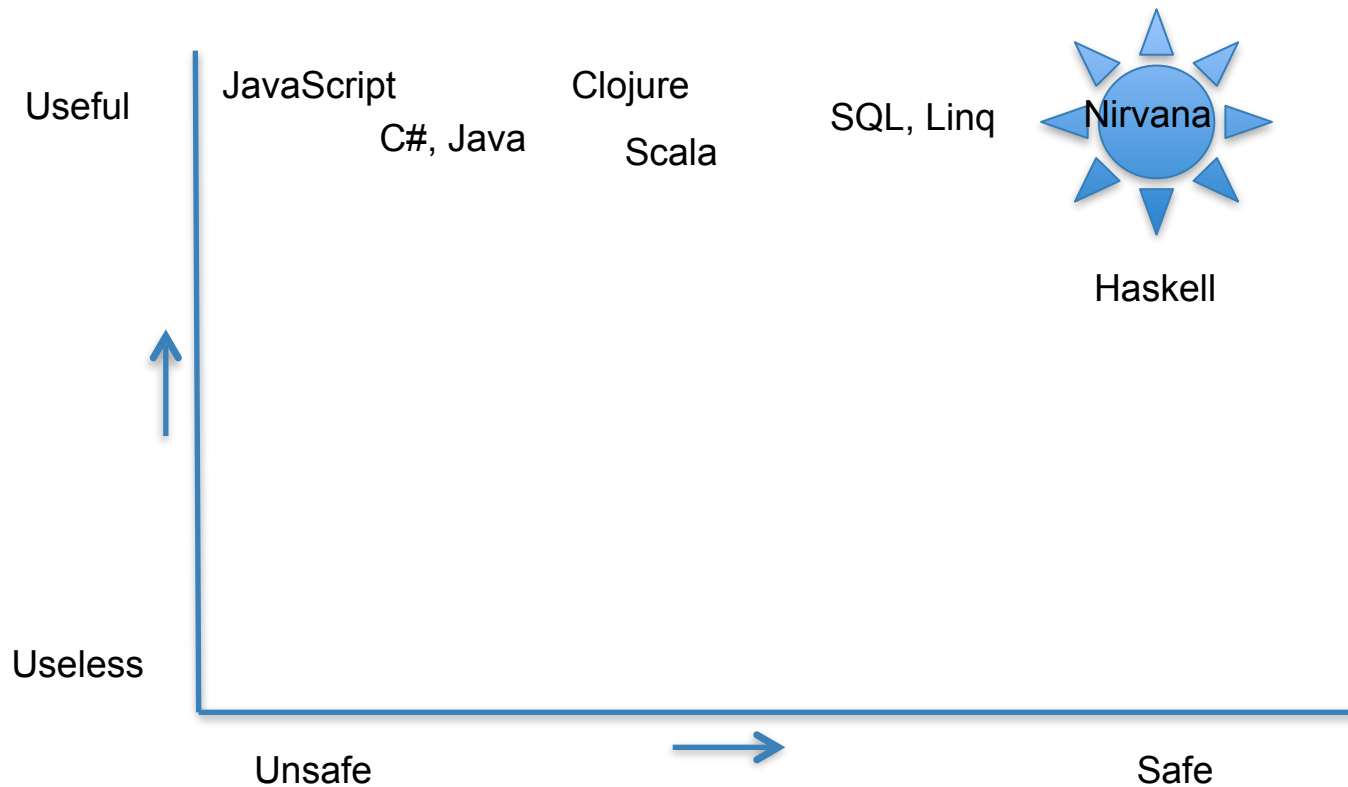 Useful
JavaScript
Clojure
C#, Java
Scala
SQL, Linq
Nirvana
Haskell
Useless
Unsafe
Safe